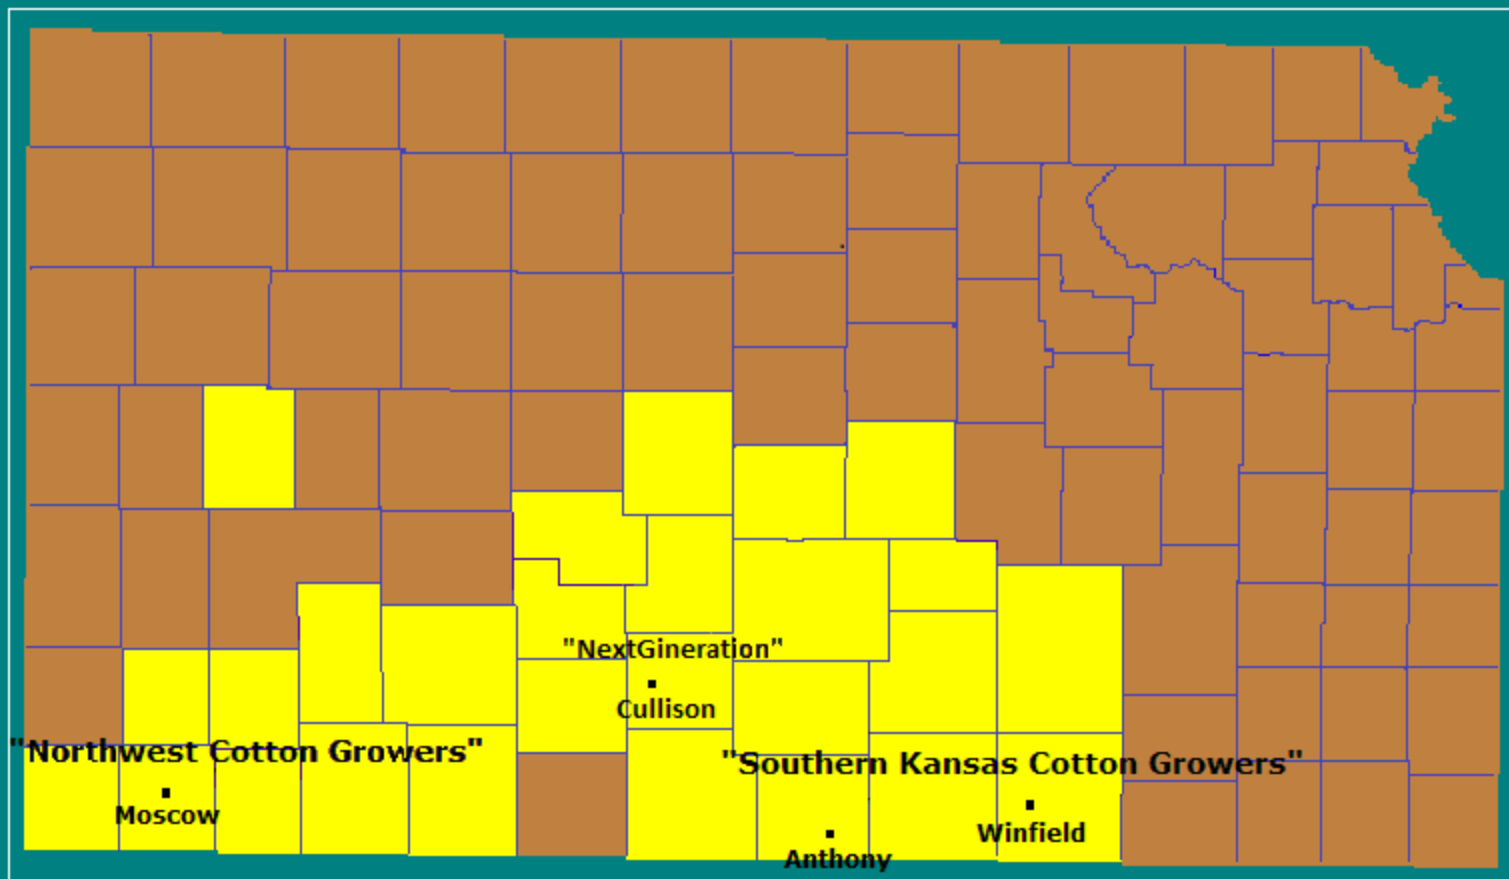 "NextGineration"
Cullison
"Northwest Cotton Growers"
Moscow
"Southern Kansas Cotton Growers"
Winfield
Anthony